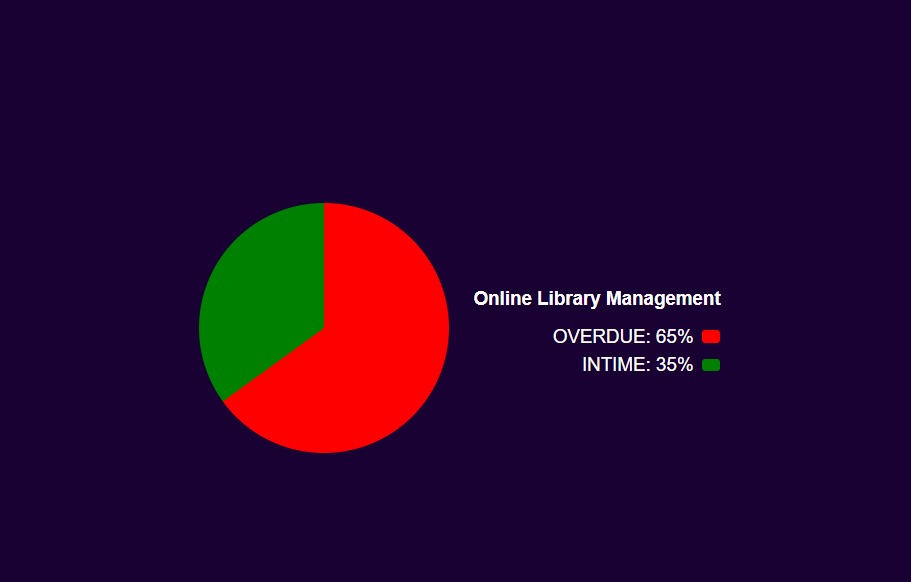 Online Library Management
OVERDUE: 65%
INTIME: 35%